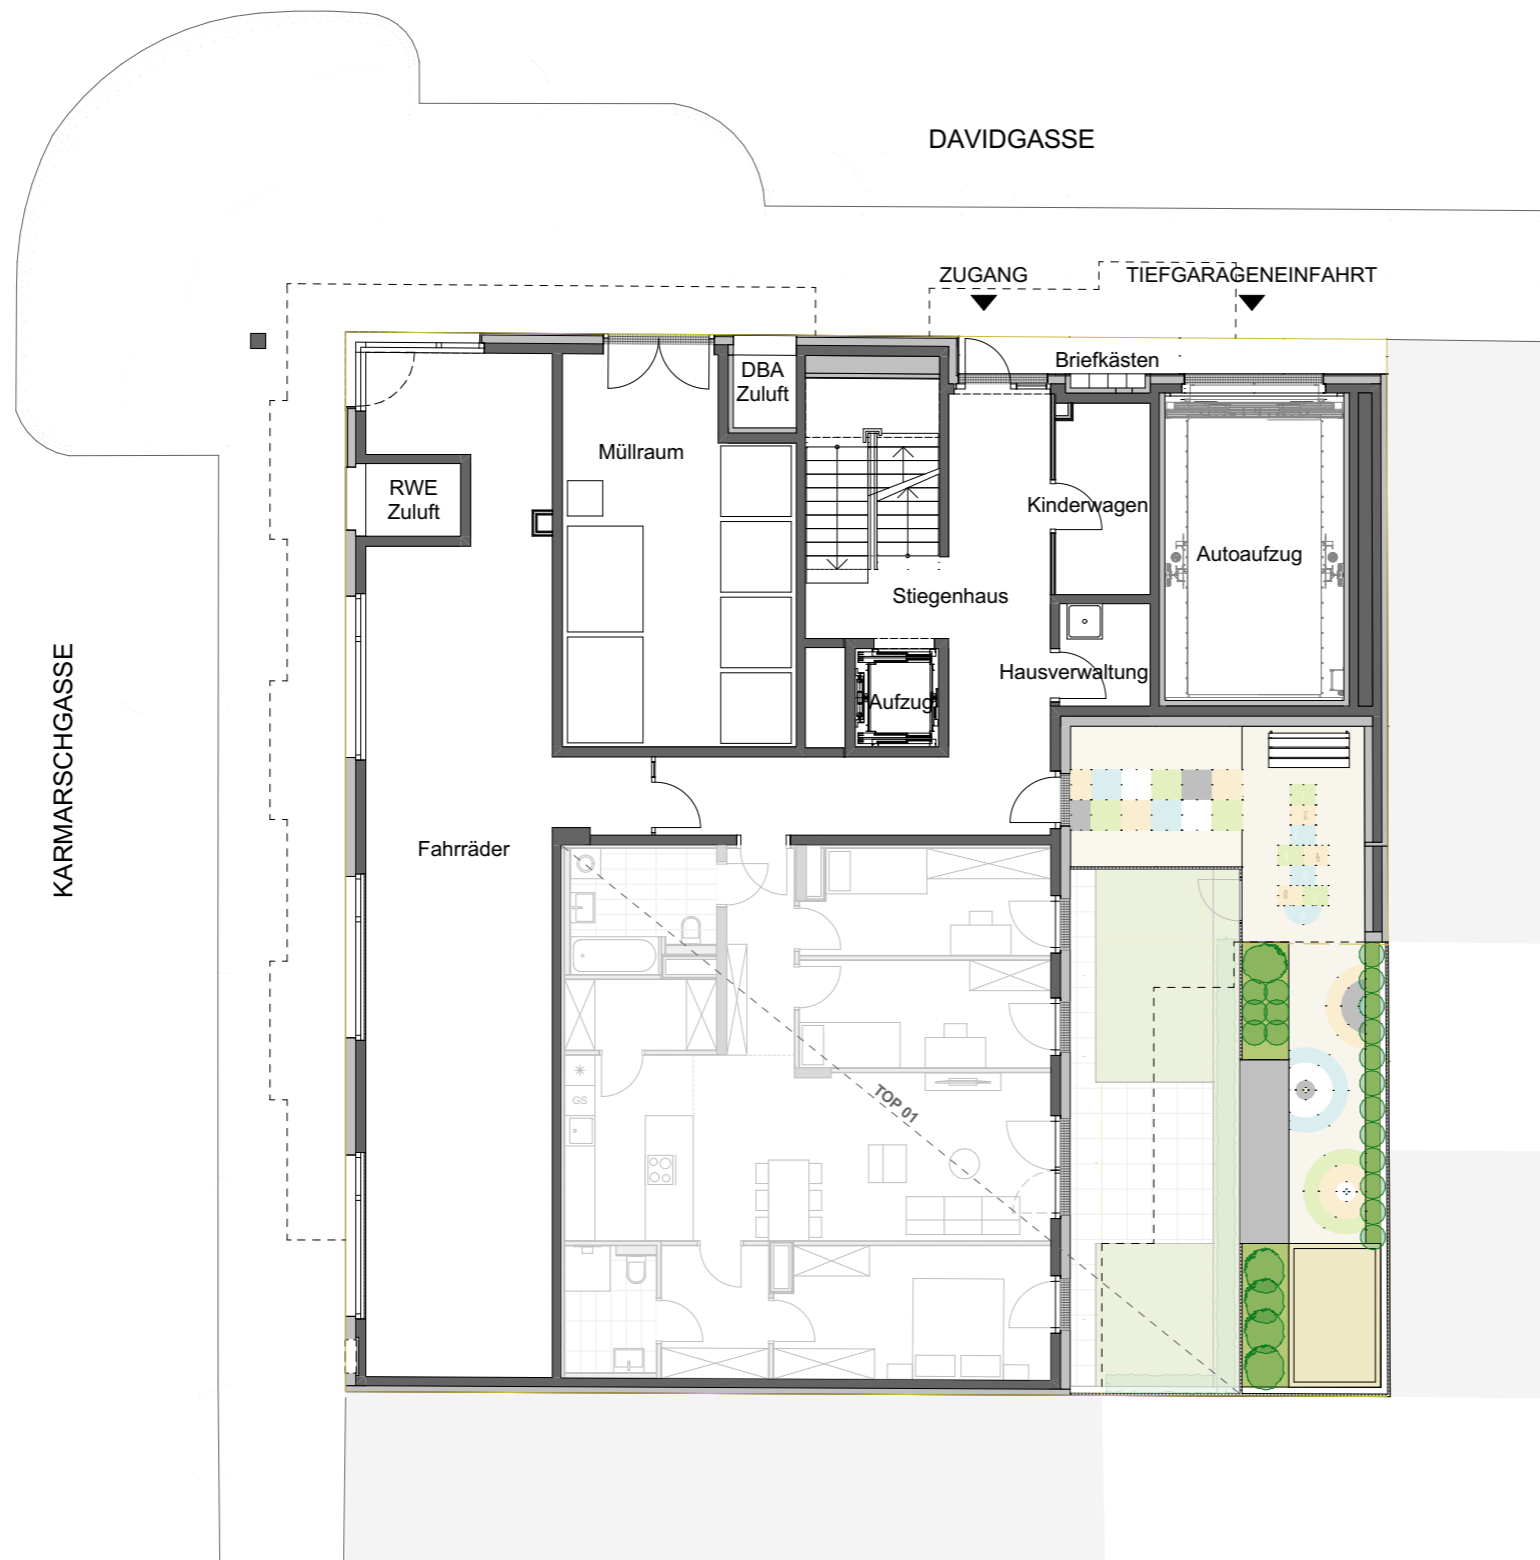 DAVIDGASSE
ZUGANG
TIEFGARAGENEINFAHRT
Briefkästen
DBA
Zuluft
Müllraum
RWE
Zuluft
Kinderwagen
Autoaufzug
Stiegenhaus
Hausverwaltung
Aufzug
KARMARSCHGASSE
Fahrräder
GS
TOP 01